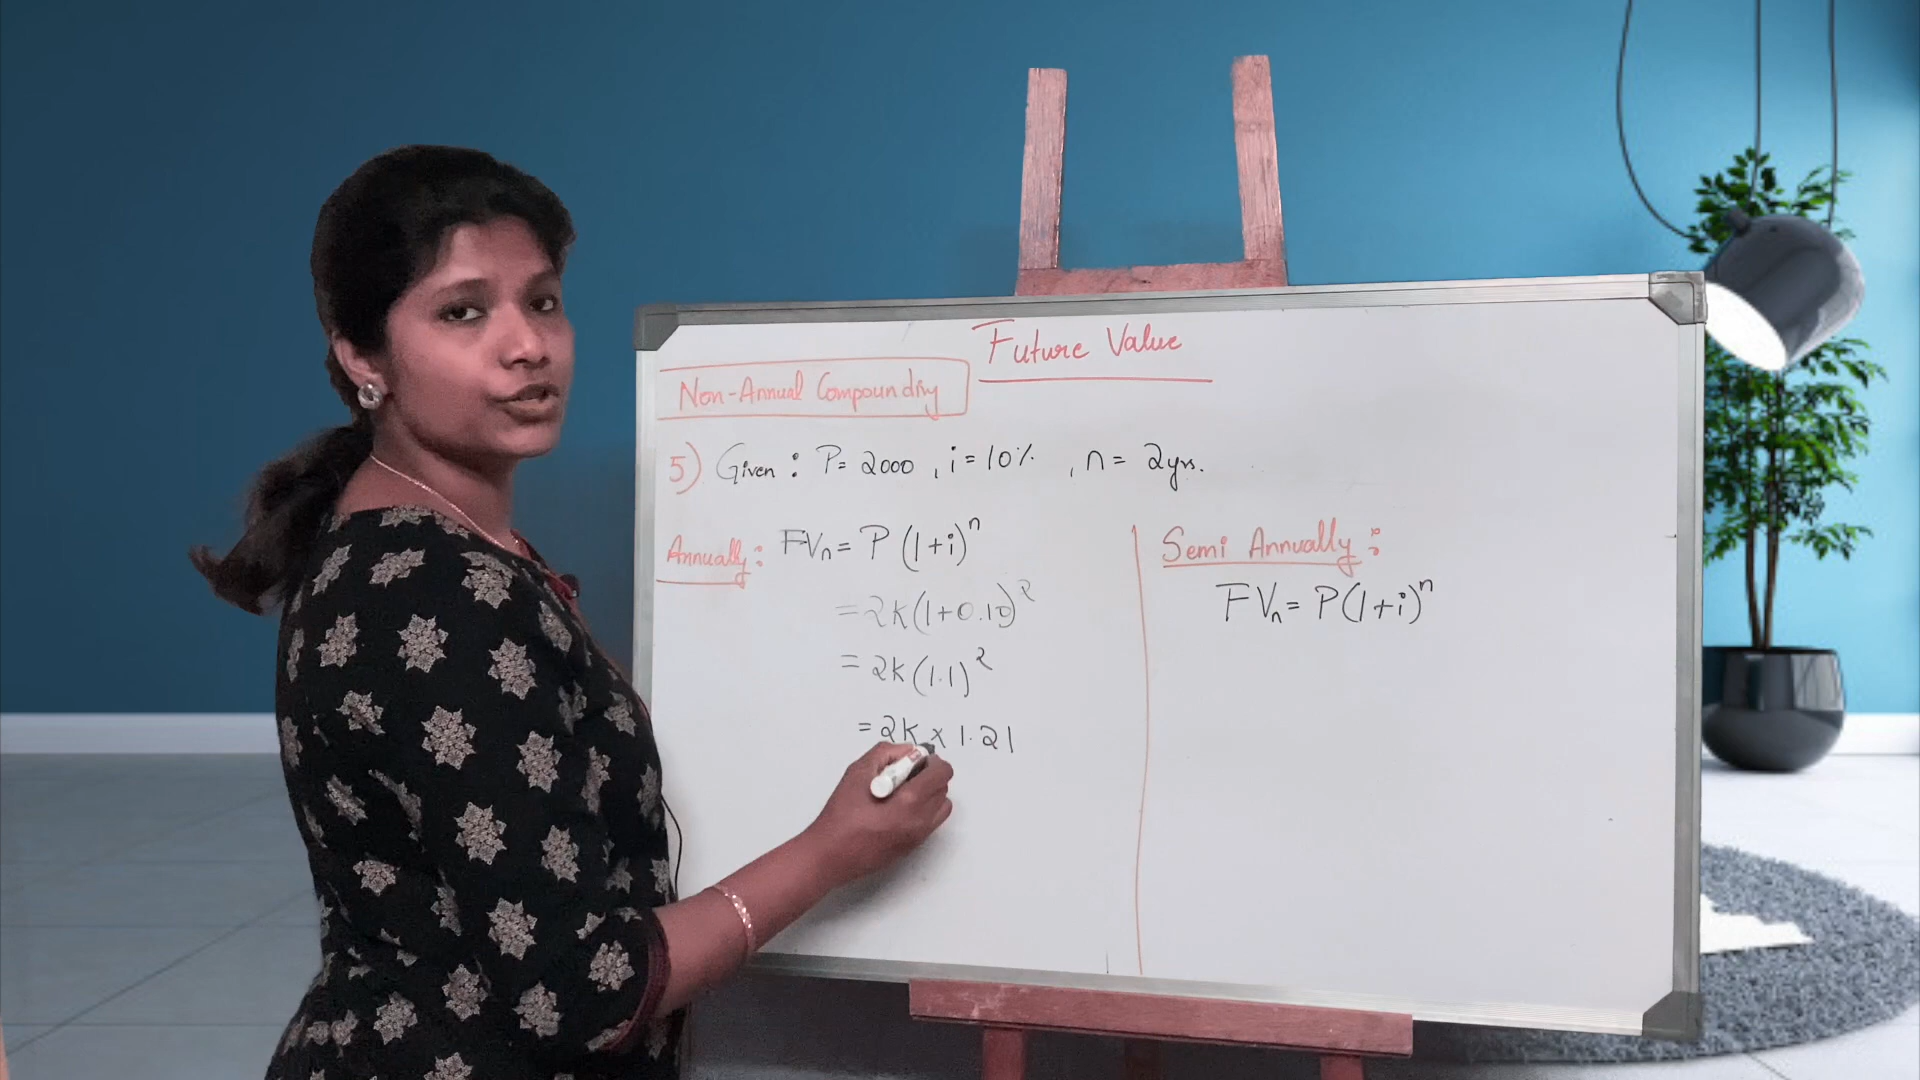 Future Value
Non-Annual Compounding
5) Given : P= 2000 , i = 10% , n = 2yrs.
Annually: FVn = P (1+i)^n
= 2K(1+0.10)^2
= 2K(1.1)^2
= 2K x 1.21
Semi Annually :
FVn = P(1+i)^n